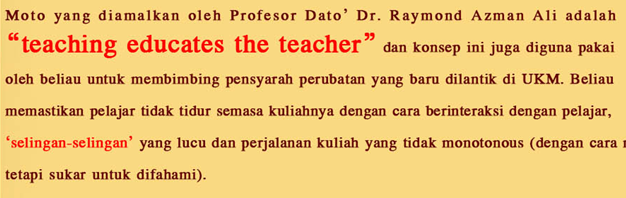 Moto yang diamalkan oleh Profesor Dato' Dr. Raymond Azman Ali adalah
“teaching educates the teacher” dan konsep ini juga diguna pakai
oleh beliau untuk membimbing pensyarah perubatan yang baru dilantik di UKM. Beliau
memastikan pelajar tidak tidur semasa kuliahnya dengan cara berinteraksi dengan pelajar,
‘selingan-selingan’ yang lucu dan perjalanan kuliah yang tidak monotonous (dengan cara
tetapi sukar untuk difahami).